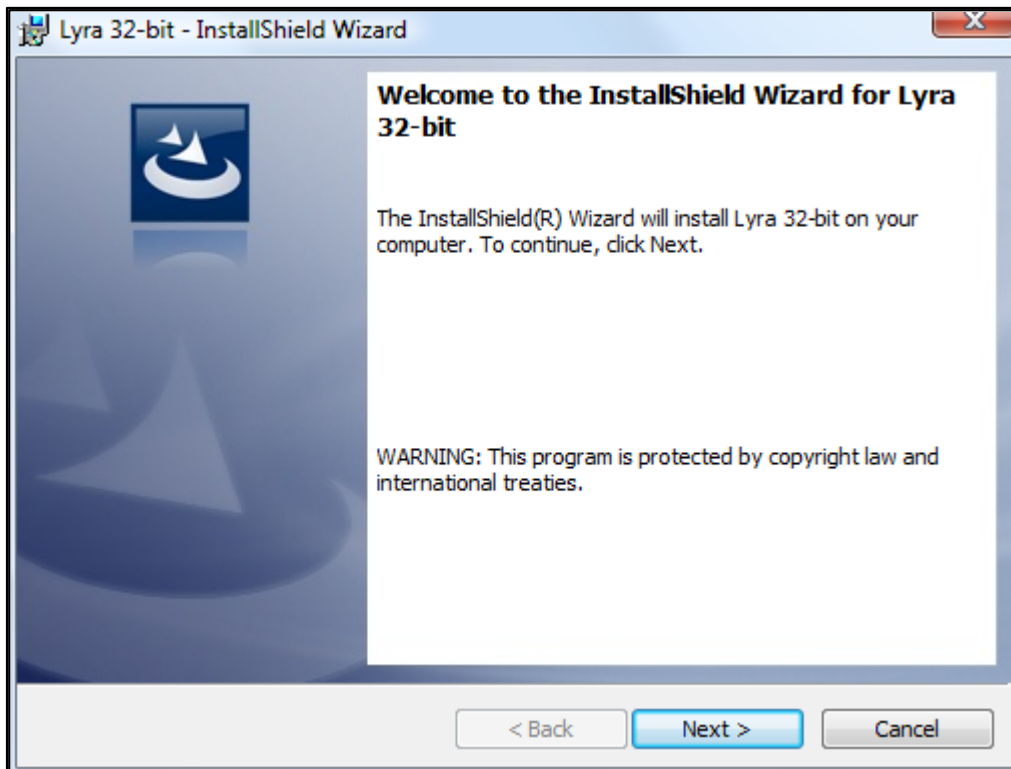 Lyra 32-bit - InstallShield Wizard
X
Welcome to the InstallShield Wizard for Lyra
32-bit
The InstallShield(R) Wizard will install Lyra 32-bit on your
computer. To continue, click Next.
WARNING: This program is protected by copyright law and
international treaties.
< Back
Next >
Cancel